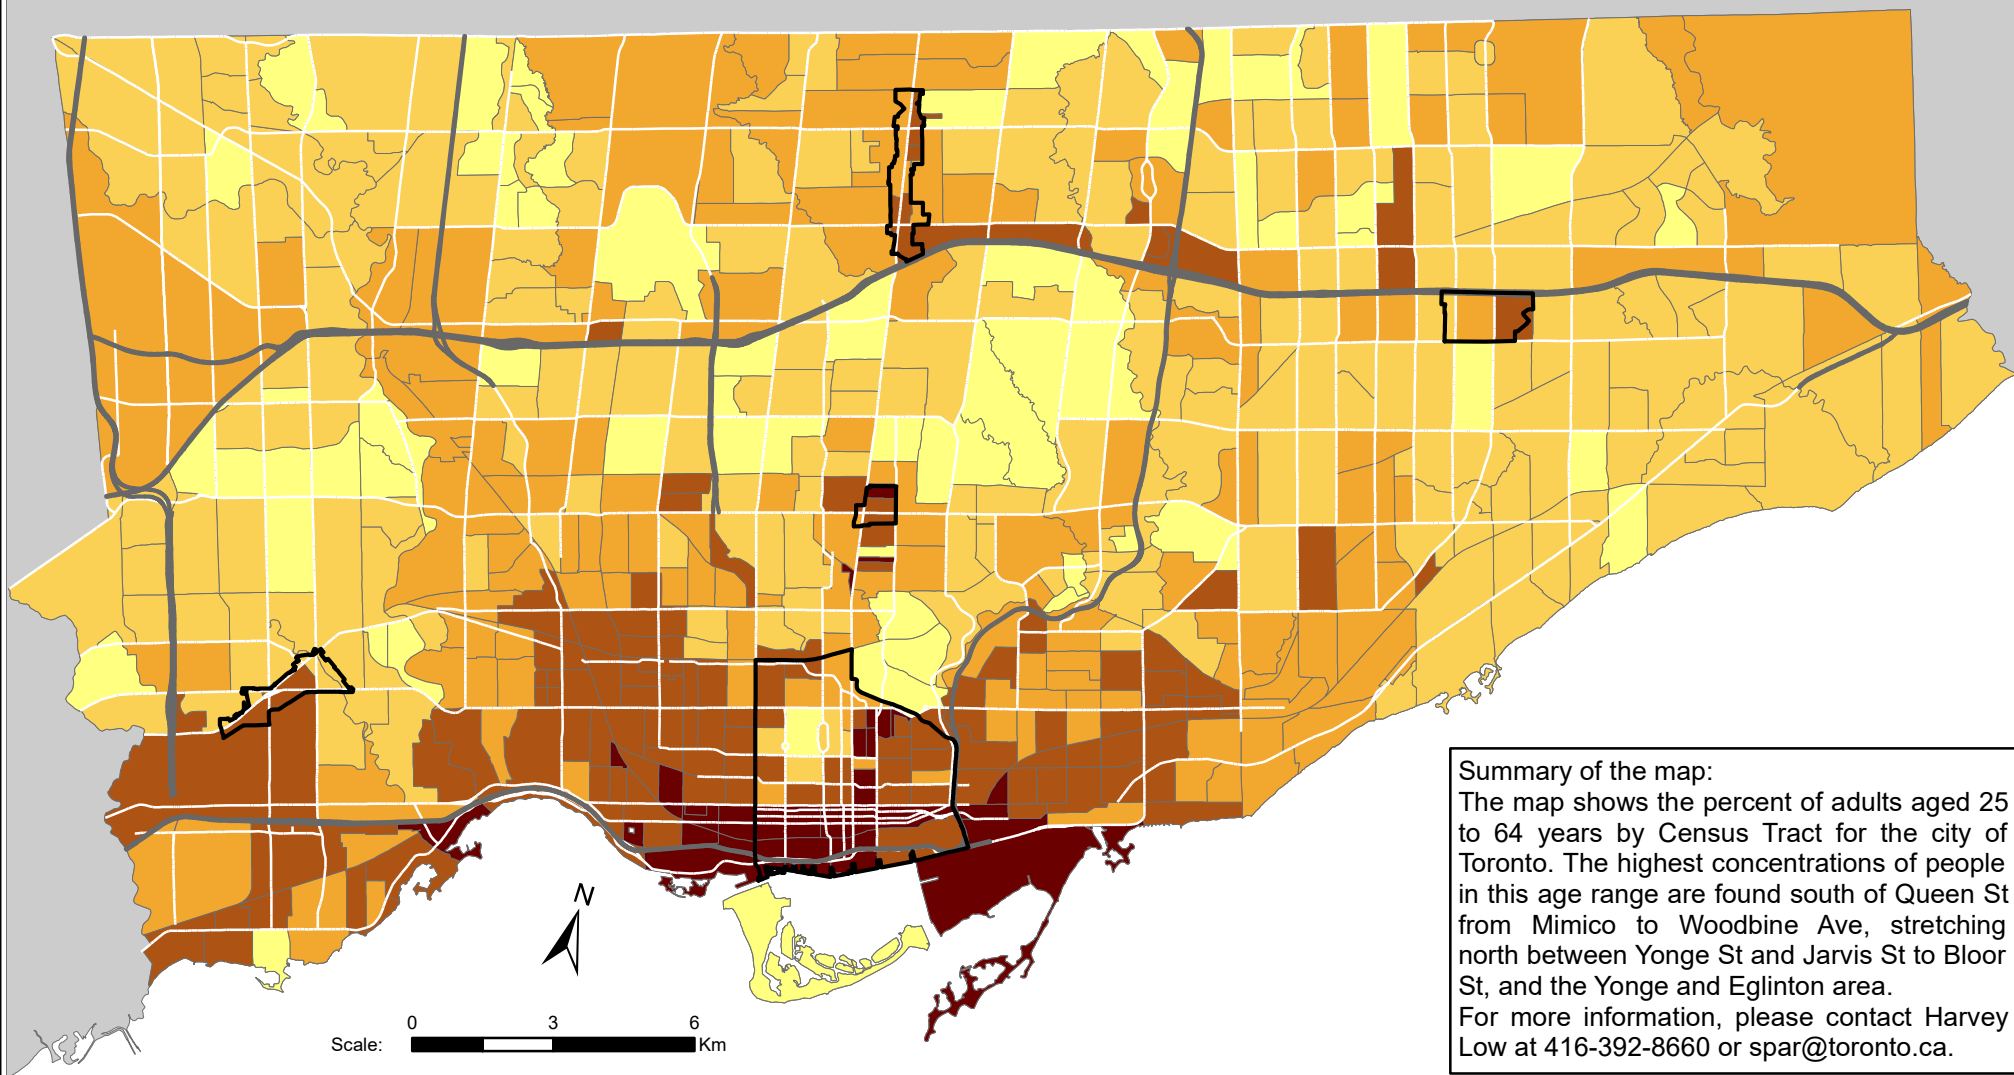 N
0 3 6
Scale: Km
Summary of the map:
The map shows the percent of adults aged 25
to 64 years by Census Tract for the city of
Toronto. The highest concentrations of people
in this age range are found south of Queen St
from Mimico to Woodbine Ave, stretching
north between Yonge St and Jarvis St to Bloor
St, and the Yonge and Eglinton area.
For more information, please contact Harvey
Low at 416-392-8660 or spar@toronto.ca.